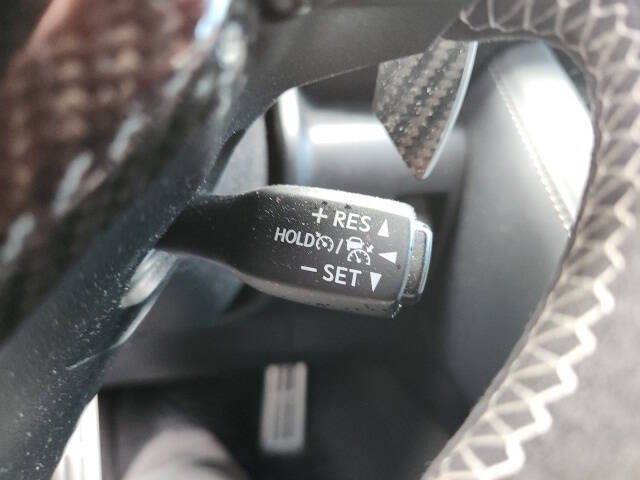 + RES ▲
HOLD / ◄
− SET ▼